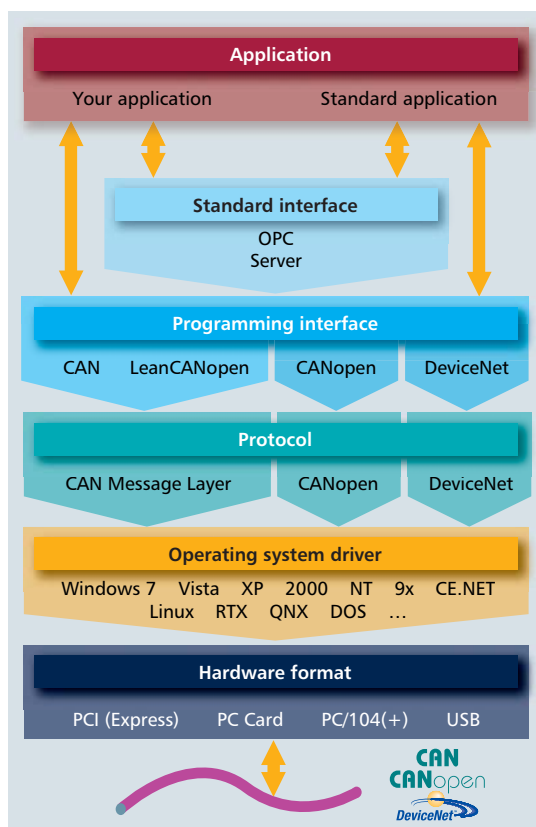 Application
Your application Standard application
Standard interface
OPC
Server
Programming interface
CAN LeanCANopen CANopen DeviceNet
Protocol
CAN Message Layer CANopen DeviceNet
Operating system driver
Windows 7 Vista XP 2000 NT 9x CE.NET
Linux RTX QNX DOS ...
Hardware format
PCI (Express) PC Card PC/104(+) USB
CAN
CANopen
DeviceNet